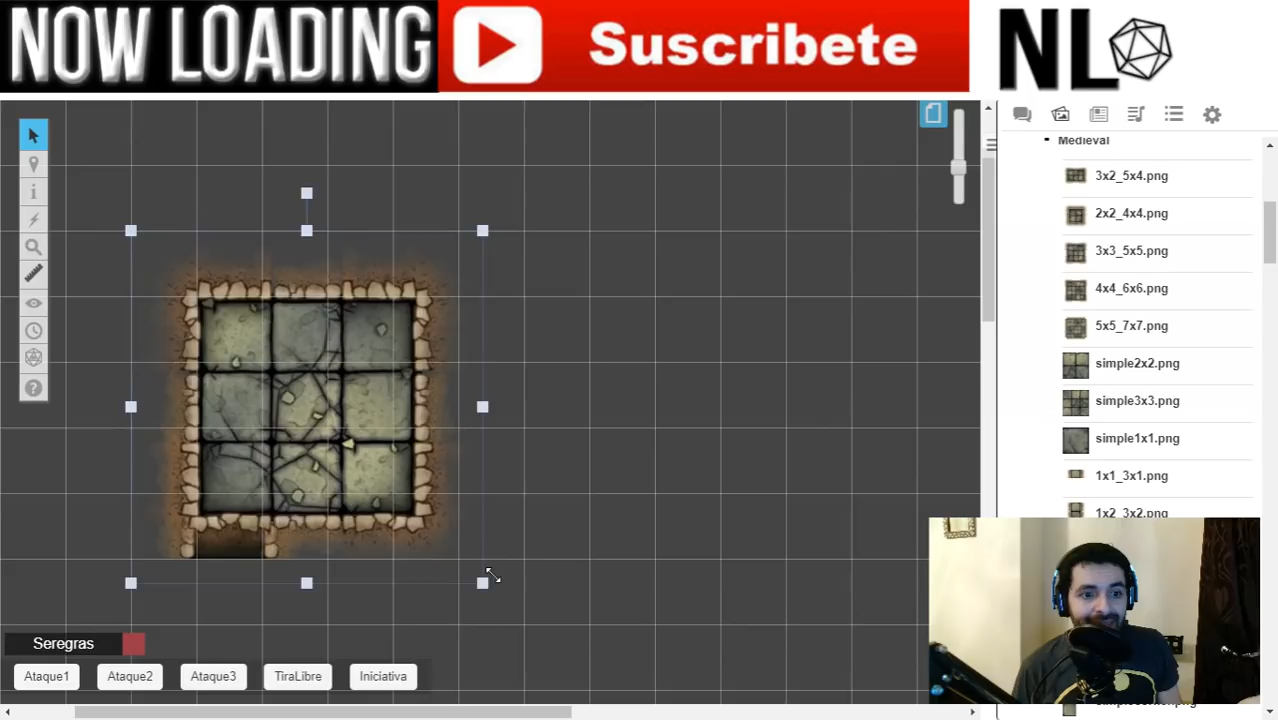 NOW LOADING
Suscribete
NL
Medieval
3x2_5x4.png
2x2_4x4.png
3x3_5x5.png
4x4_6x6.png
5x5_7x7.png
simple2x2.png
simple3x3.png
simple1x1.png
1x1_3x1.png
1x2_3x2.png
Seregras
Ataque1
Ataque2
Ataque3
TiraLibre
Iniciativa